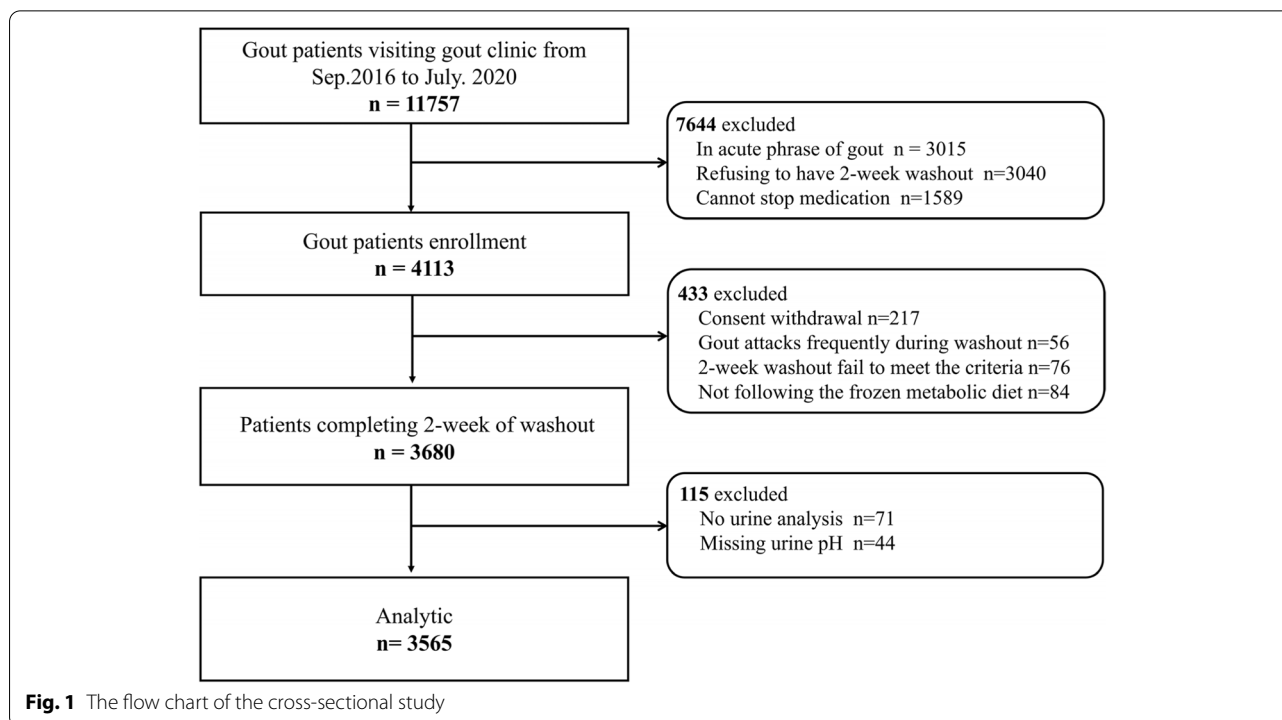 Gout patients visiting gout clinic from
Sep.2016 to July. 2020
n = 11757
7644 excluded
In acute phrase of gout n = 3015
Refusing to have 2-week washout n=3040
Cannot stop medication n=1589
Gout patients enrollment
n = 4113
433 excluded
Consent withdrawal n=217
Gout attacks frequently during washout n=56
2-week washout fail to meet the criteria n=76
Not following the frozen metabolic diet n=84
Patients completing 2-week of washout
n = 3680
115 excluded
No urine analysis n=71
Missing urine pH n=44
Analytic
n= 3565
Fig. 1 The flow chart of the cross-sectional study